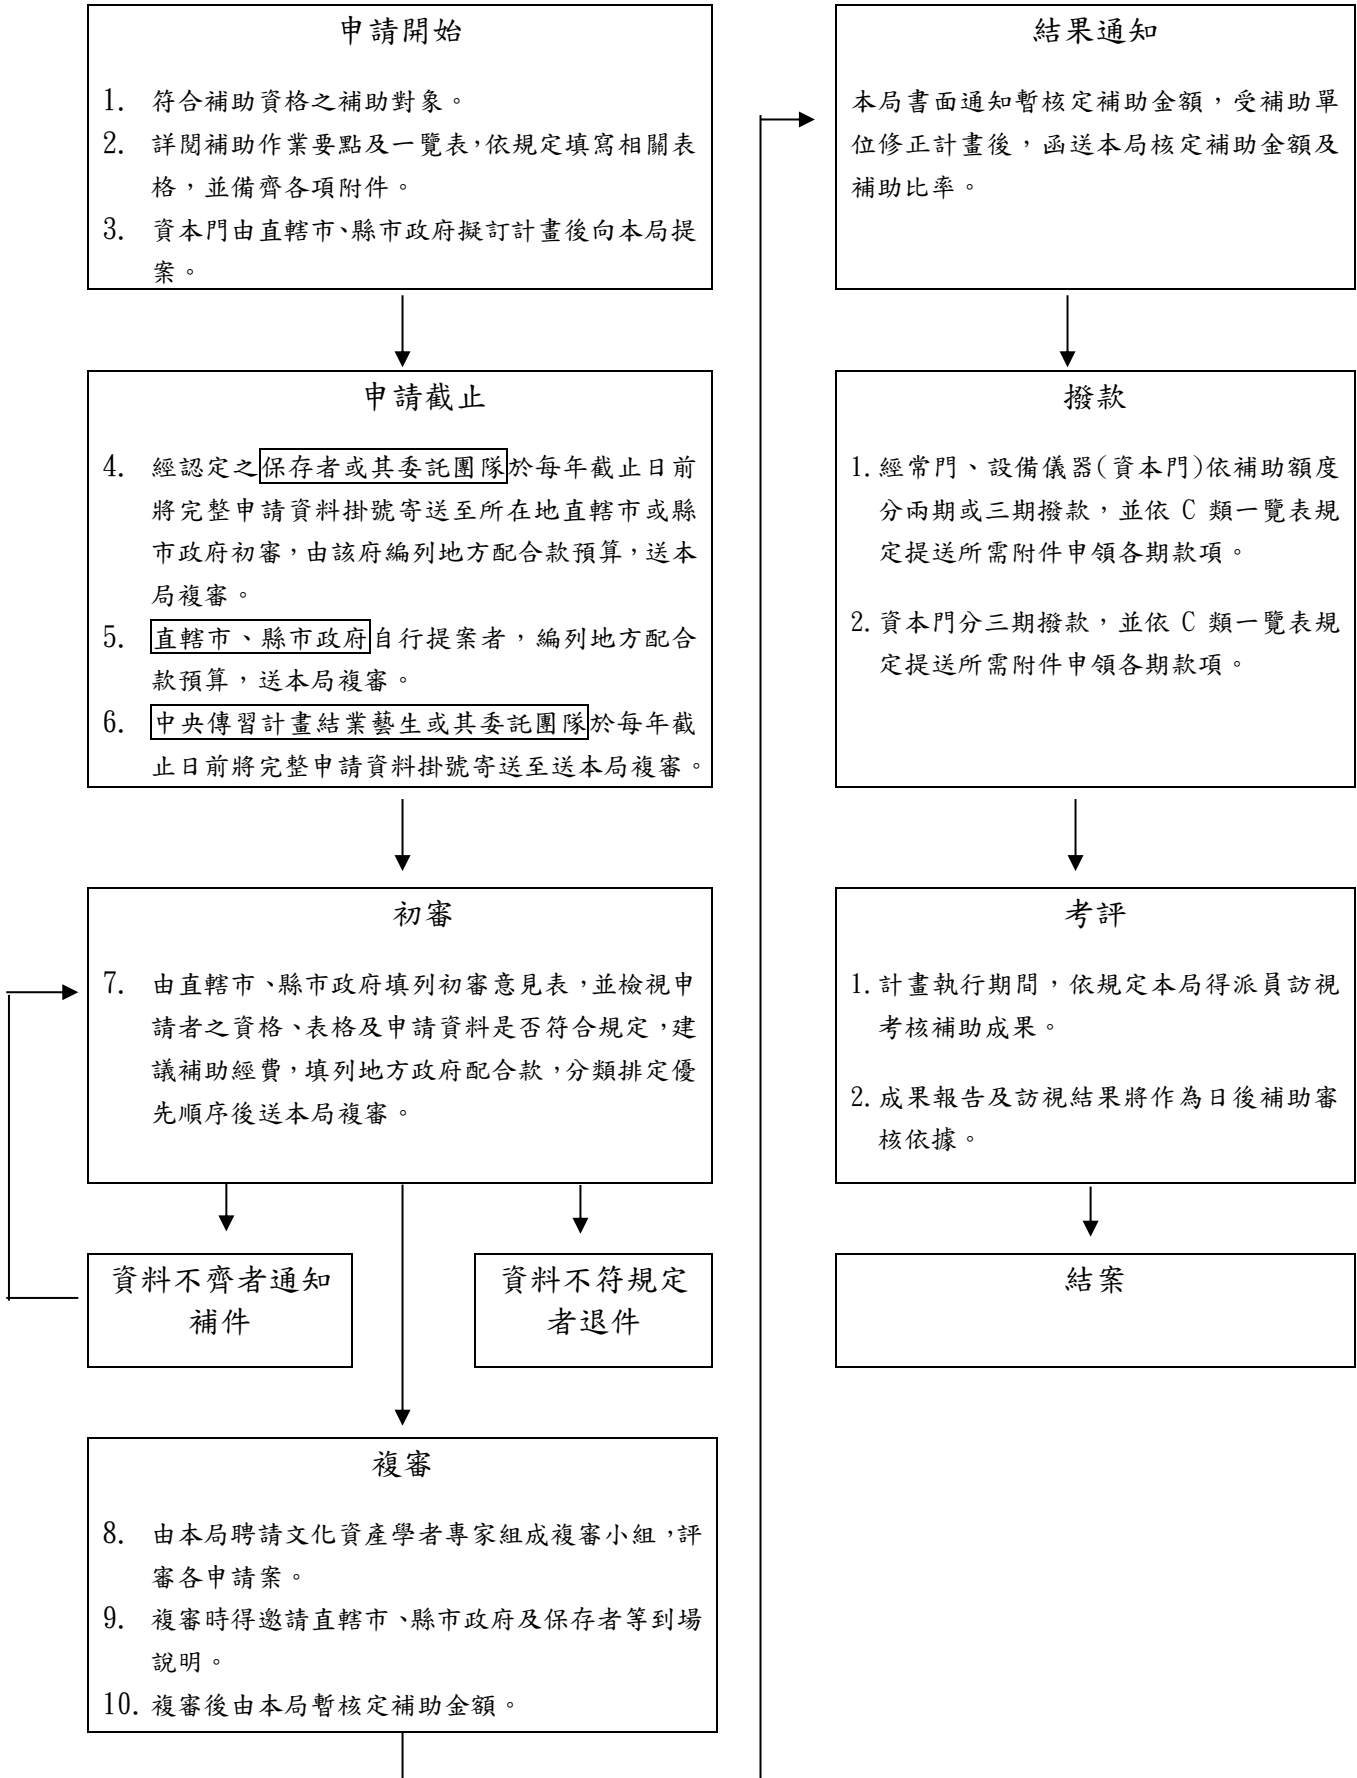 申請開始
1. 符合補助資格之補助對象。
2. 詳閱補助作業要點及一覽表,依規定填寫相關表
格,並備齊各項附件。
3. 資本門由直轄市、縣市政府擬訂計畫後向本局提
案。
申請截止
4. 經認定之保存者或其委託團隊於每年截止日前
將完整申請資料掛號寄送至所在地直轄市或縣
市政府初審,由該府編列地方配合款預算,送本
局複審。
5. 直轄市、縣市政府自行提案者,編列地方配合
款預算,送本局複審。
6. 中央傳習計畫結業藝生或其委託團隊於每年截
止日前將完整申請資料掛號寄送至送本局複審。
初審
7. 由直轄市、縣市政府填列初審意見表,並檢視申
請者之資格、表格及申請資料是否符合規定,建
議補助經費,填列地方政府配合款,分類排定優
先順序後送本局複審。
資料不齊者通知
補件
資料不符規定
者退件
複審
8. 由本局聘請文化資產學者專家組成複審小組,評
審各申請案。
9. 複審時得邀請直轄市、縣市政府及保存者等到場
說明。
10. 複審後由本局暫核定補助金額。
結果通知
本局書面通知暫核定補助金額,受補助單
位修正計畫後,函送本局核定補助金額及
補助比率。
撥款
1. 經常門、設備儀器(資本門)依補助額度
分兩期或三期撥款,並依 C 類一覽表規
定提送所需附件申領各期款項。
2. 資本門分三期撥款,並依 C 類一覽表規
定提送所需附件申領各期款項。
考評
1. 計畫執行期間,依規定本局得派員訪視
考核補助成果。
2. 成果報告及訪視結果將作為日後補助審
核依據。
結案